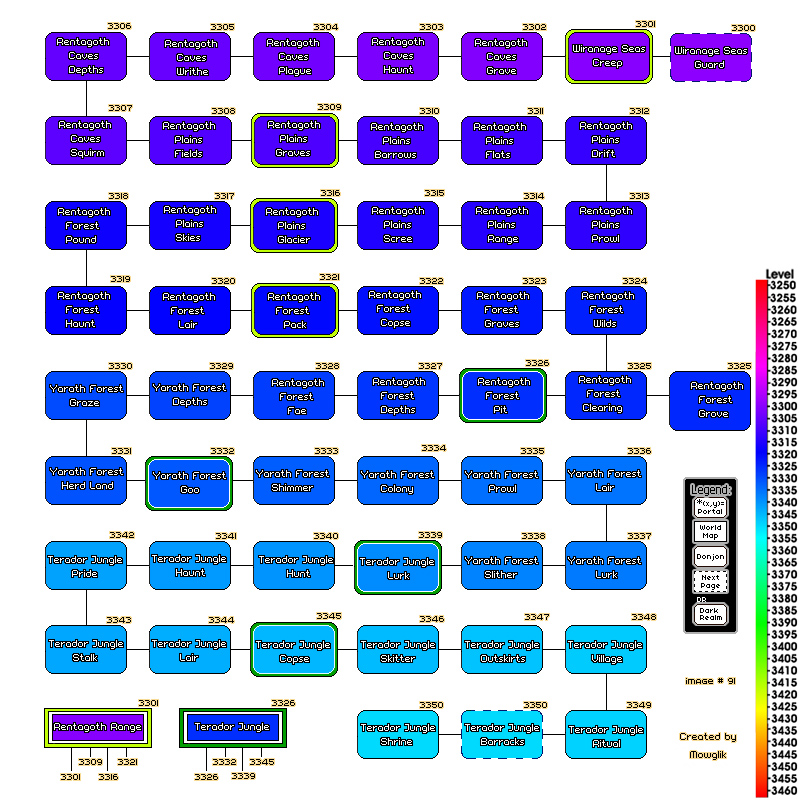 3306 3305 3304 3303 3302 3301 3300
Rentagoth Caves Depths
Rentagoth Caves Writhe
Rentagoth Caves Plague
Rentagoth Caves Haunt
Rentagoth Caves Grave
Wiranage Seas Creep
Wiranage Seas Guard
3307 3308 3309 3310 3311 3312
Rentagoth Caves Squirm
Rentagoth Plains Fields
Rentagoth Plains Graves
Rentagoth Plains Barrows
Rentagoth Plains Flats
Rentagoth Plains Drift
3318 3317 3316 3315 3314 3313
Rentagoth Forest Pound
Rentagoth Plains Skies
Rentagoth Plains Glacier
Rentagoth Plains Scree
Rentagoth Plains Range
Rentagoth Plains Prowl
3319 3320 3321 3322 3323 3324
Rentagoth Forest Haunt
Rentagoth Forest Lair
Rentagoth Forest Pack
Rentagoth Forest Copse
Rentagoth Forest Graves
Rentagoth Forest Wilds
3330 3329 3328 3327 3326 3325 3325
Yarath Forest Graze
Yarath Forest Depths
Rentagoth Forest Fae
Rentagoth Forest Depths
Rentagoth Forest Pit
Rentagoth Forest Clearing
Rentagoth Forest Grove
3331 3332 3333 3334 3335 3336
Yarath Forest Herd Land
Yarath Forest Goo
Yarath Forest Shimmer
Yarath Forest Colony
Yarath Forest Prowl
Yarath Forest Lair
3342 3341 3340 3339 3338 3337
Terador Jungle Pride
Terador Jungle Haunt
Terador Jungle Hunt
Terador Jungle Lurk
Yarath Forest Slither
Yarath Forest Lurk
3343 3344 3345 3346 3347 3348
Terador Jungle Stalk
Terador Jungle Lair
Terador Jungle Copse
Terador Jungle Skitter
Terador Jungle Outskirts
Terador Jungle Village
3301 3326 3350 3350 3349
Rentagoth Range
Terador Jungle
Terador Jungle Shrine
Terador Jungle Barracks
Terador Jungle Ritual
3309 3321
3301 3316
3332 3345
3326 3339
Level
3250
3255
3260
3265
3270
3275
3280
3285
3290
3295
3300
3305
3310
3315
3320
3325
3330
3335
3340
3345
3350
3355
3360
3365
3370
3375
3380
3385
3390
3395
3400
3405
3410
3415
3420
3425
3430
3435
3440
3445
3450
3455
3460
Legend:
*(x,y)=
Portal
World
Map
Donjon
Next
Page
DR
Dark
Realm
image # 91
Created by
Mowglik